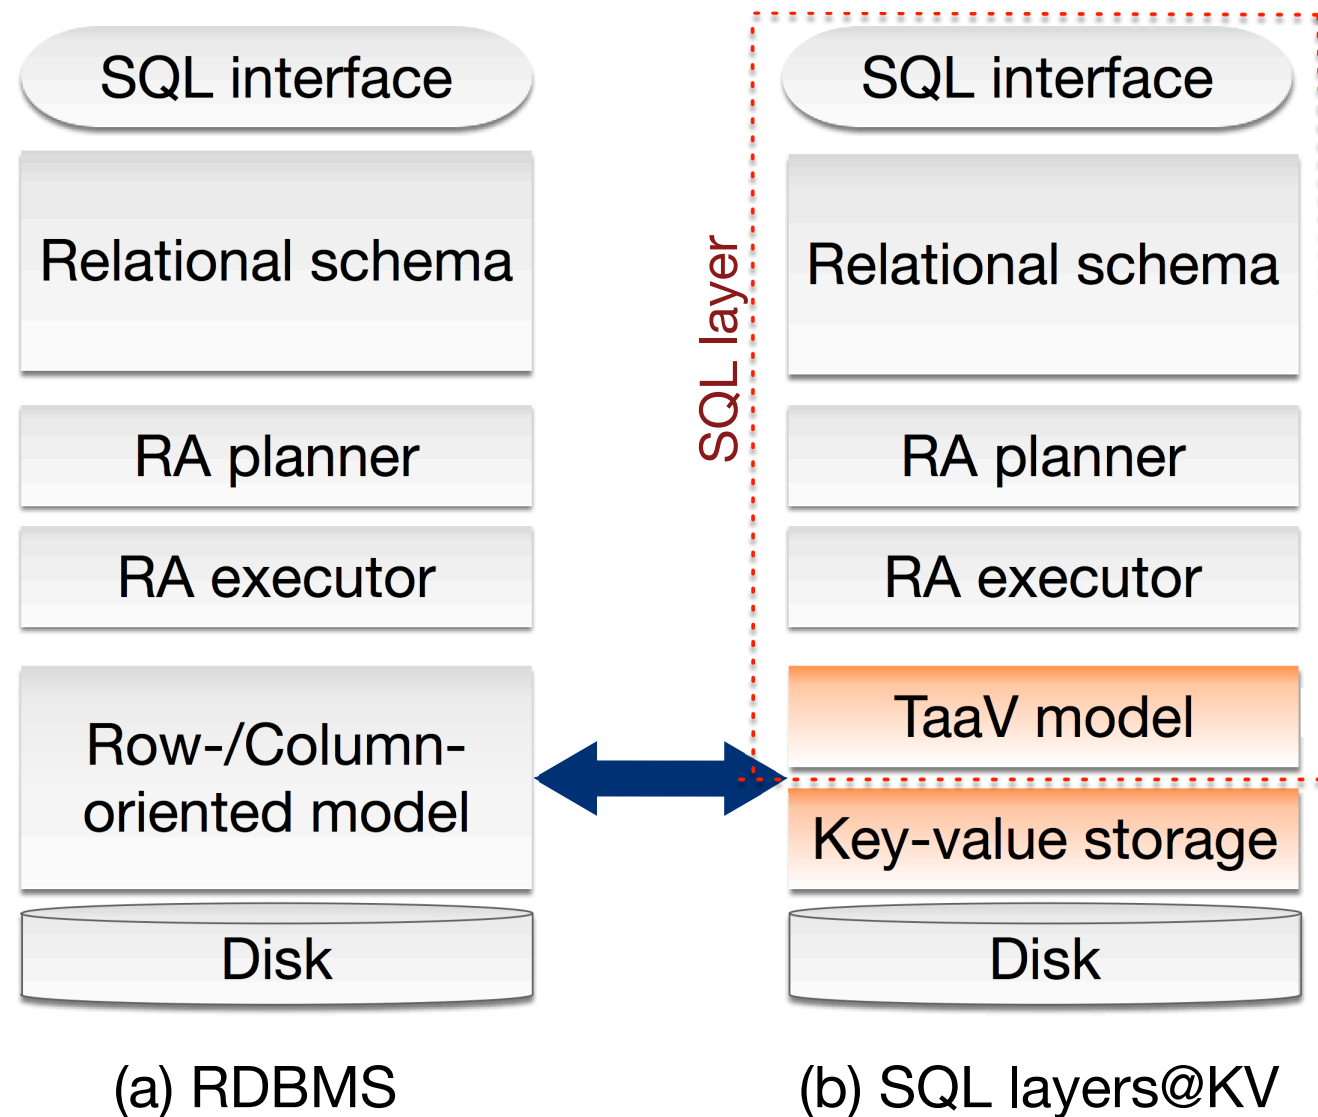 SQL interface
Relational schema
RA planner
RA executor
Row-/Column-
oriented model
Disk
(a) RDBMS
SQL layer
SQL interface
Relational schema
RA planner
RA executor
TaaV model
Key-value storage
Disk
(b) SQL layers@KV